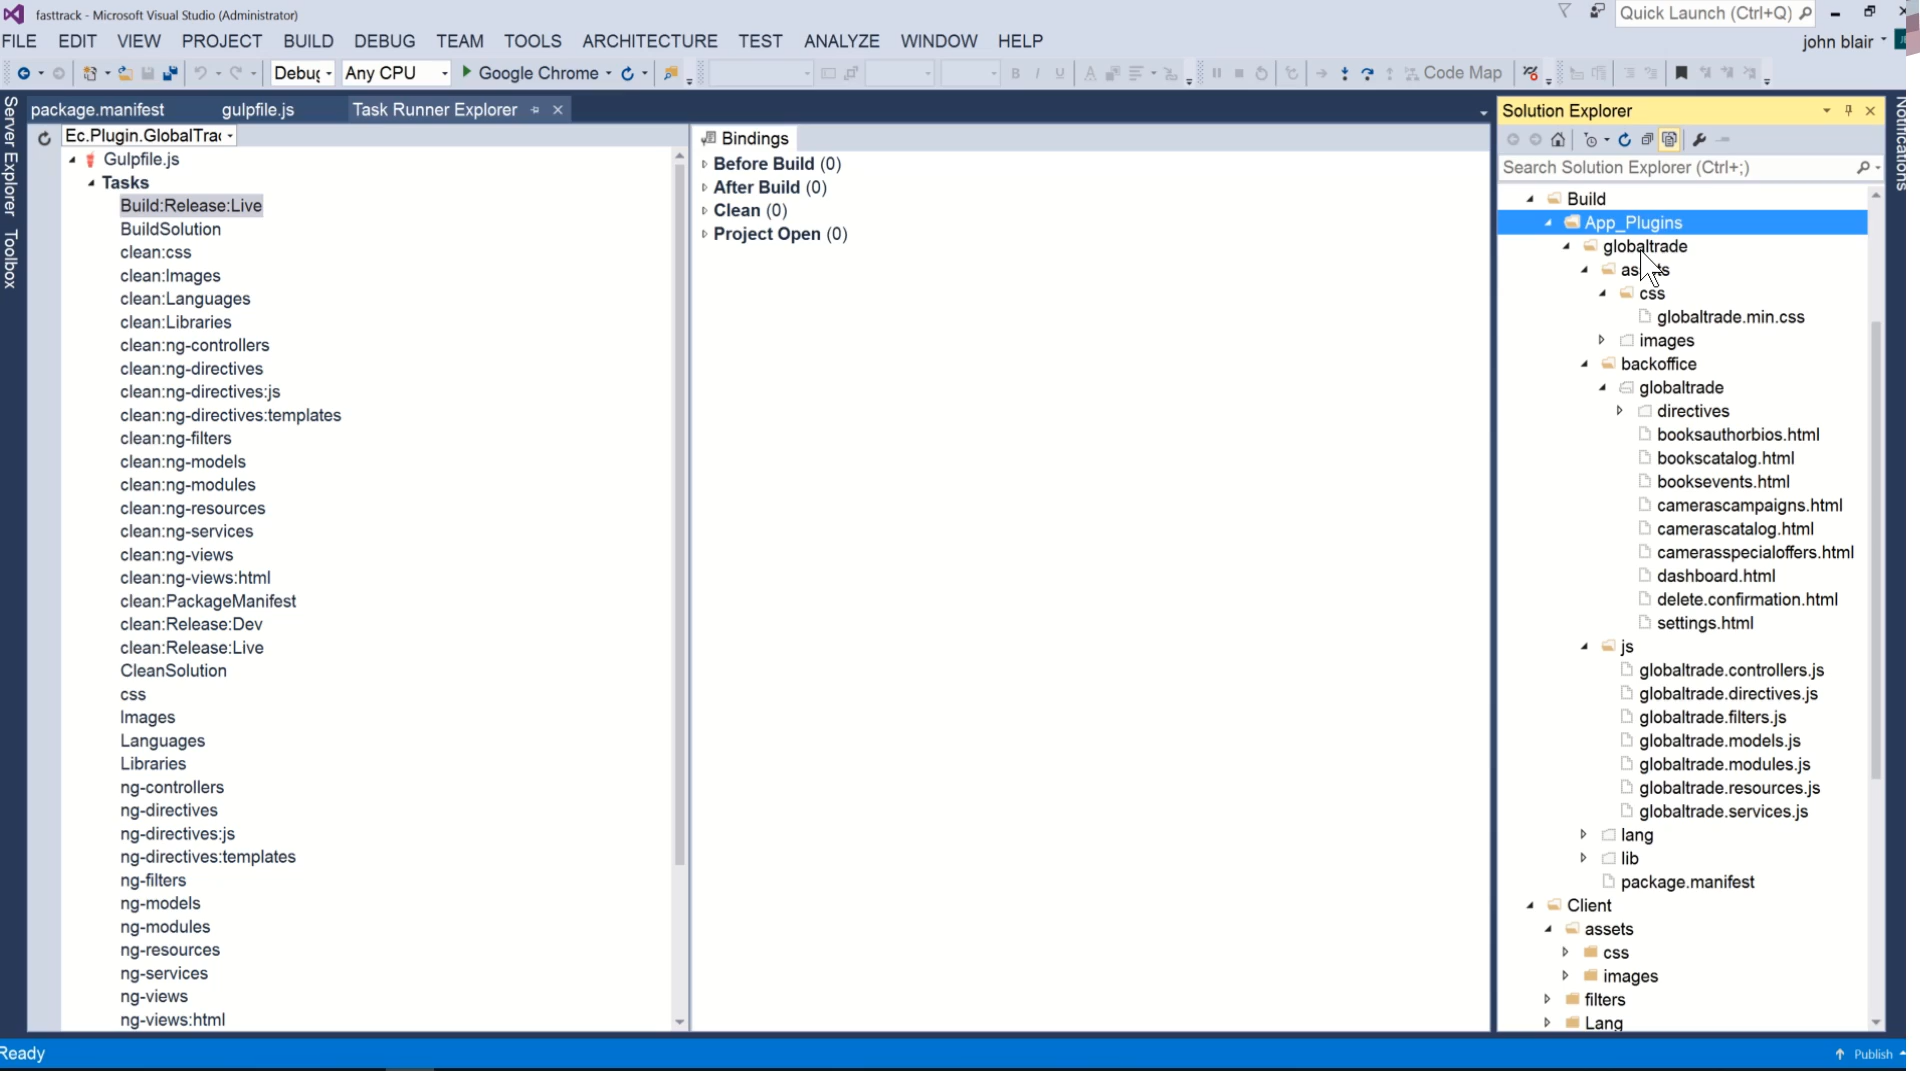 fasttrack - Microsoft Visual Studio (Administrator)
Quick Launch (Ctrl+Q)
FILE EDIT VIEW PROJECT BUILD DEBUG TEAM TOOLS ARCHITECTURE TEST ANALYZE WINDOW HELP
john blair
Debug Any CPU Google Chrome Code Map
Server Explorer
Toolbox
Notifications
package.manifest gulpfile.js Task Runner Explorer
Ec.Plugin.GlobalTrac
Gulpfile.js
Tasks
Build:Release:Live
BuildSolution
clean:css
clean:Images
clean:Languages
clean:Libraries
clean:ng-controllers
clean:ng-directives
clean:ng-directives:js
clean:ng-directives:templates
clean:ng-filters
clean:ng-models
clean:ng-modules
clean:ng-resources
clean:ng-services
clean:ng-views
clean:ng-views:html
clean:PackageManifest
clean:Release:Dev
clean:Release:Live
CleanSolution
css
Images
Languages
Libraries
ng-controllers
ng-directives
ng-directives:js
ng-directives:templates
ng-filters
ng-models
ng-modules
ng-resources
ng-services
ng-views
ng-views:html
Bindings
Before Build (0)
After Build (0)
Clean (0)
Project Open (0)
Solution Explorer
Search Solution Explorer (Ctrl+;)
Build
App_Plugins
globaltrade
assets
css
globaltrade.min.css
images
backoffice
globaltrade
directives
booksauthorbios.html
bookscatalog.html
booksevents.html
camerascampaigns.html
camerascatalog.html
camerasspecialoffers.html
dashboard.html
delete.confirmation.html
settings.html
js
globaltrade.controllers.js
globaltrade.directives.js
globaltrade.filters.js
globaltrade.models.js
globaltrade.modules.js
globaltrade.resources.js
globaltrade.services.js
lang
lib
package.manifest
Client
assets
css
images
filters
Lang
Ready
Publish